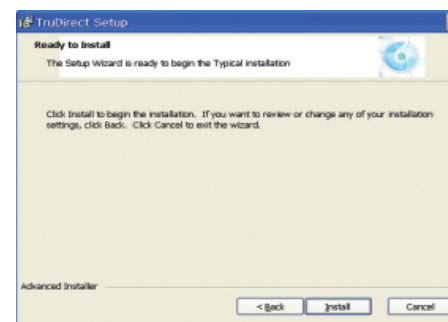 TruDirect Setup
Ready to Install
The Setup Wizard is ready to begin the Typical installation
Click Install to begin the installation. If you want to review or change any of your installation
settings, click Back. Click Cancel to exit the wizard.
Advanced Installer
< Back
Install
Cancel